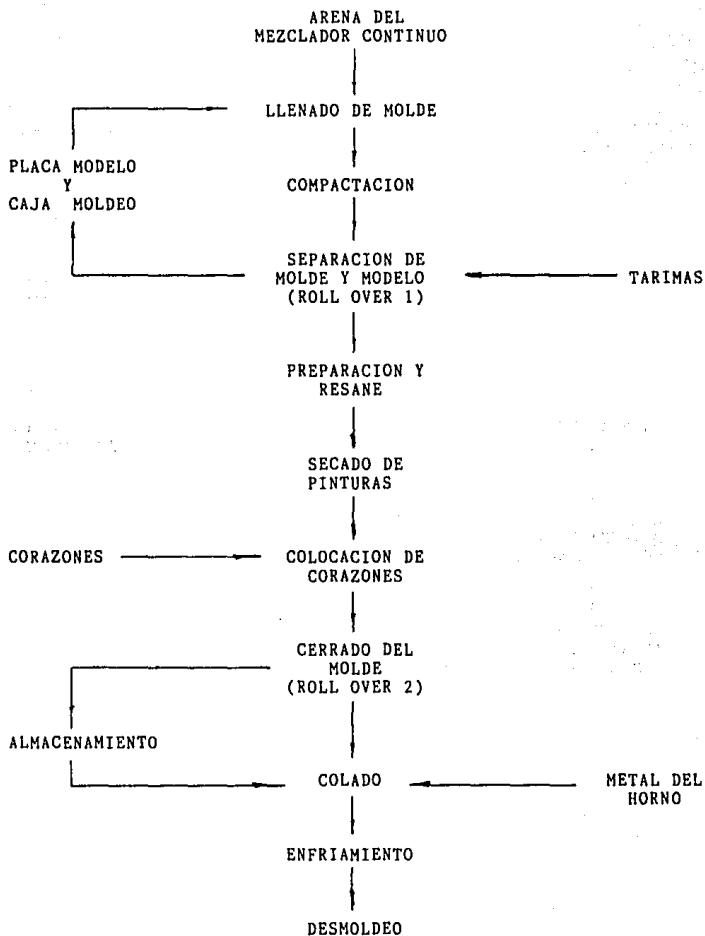 ARENA DEL
MEZCLADOR CONTINUO
LLENADO DE MOLDE
PLACA MODELO
Y
CAJA MOLDEO
COMPACTACION
SEPARACION DE
MOLDE Y MODELO
(ROLL OVER 1)
TARIMAS
PREPARACION Y
RESANE
SECADO DE
PINTURAS
CORAZONES
COLOCACION DE
CORAZONES
CERRADO DEL
MOLDE
(ROLL OVER 2)
ALMACENAMIENTO
COLADO
METAL DEL
HORNO
ENFRIAMIENTO
DESMOLDEO